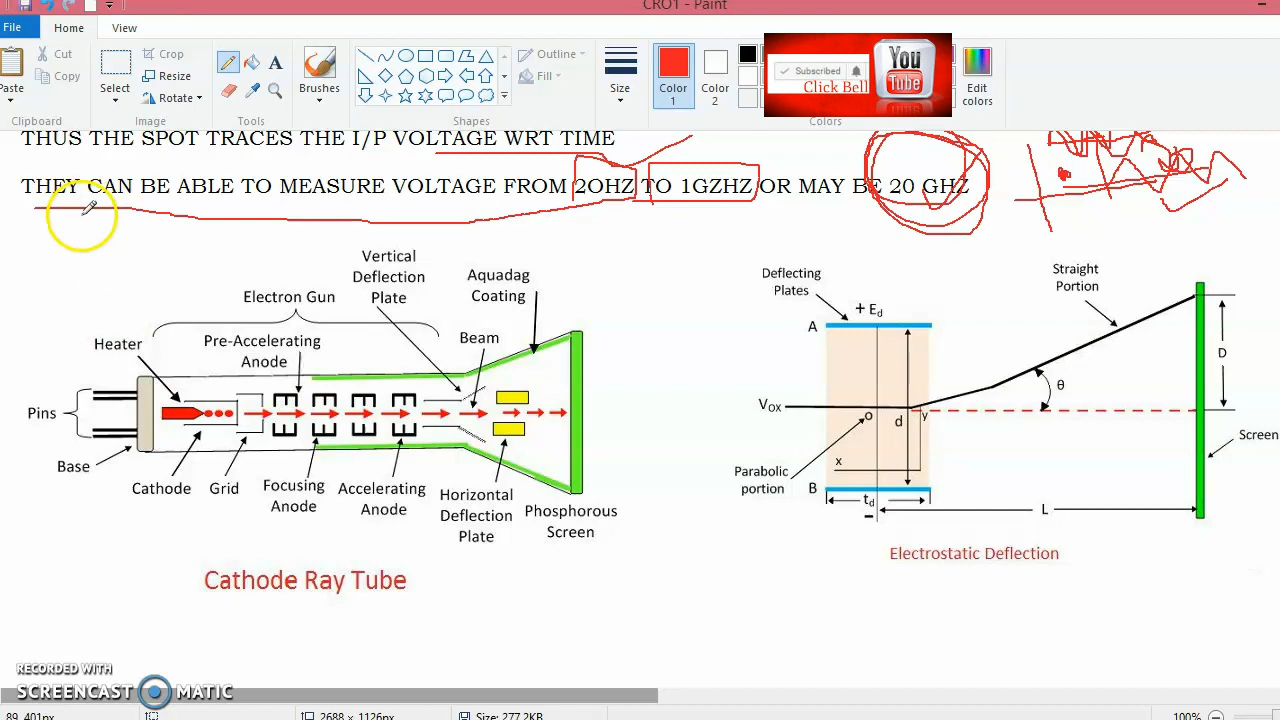 CRO1 - Paint
File Home View
Cut
Copy
Paste
Clipboard
Select
Crop
Resize
Rotate
Image
Tools
Brushes
Shapes
Outline
Fill
Size
Color 1
Color 2
Colors
Edit colors
Subscribed
Click Bell
You
Tube
THUS THE SPOT TRACES THE I/P VOLTAGE WRT TIME
THEY CAN BE ABLE TO MEASURE VOLTAGE FROM 2OHZ TO 1GZHZ OR MAY BE 20 GHZ
Vertical
Deflection
Plate
Aquadag
Coating
Electron Gun
Heater
Pre-Accelerating
Anode
Beam
Pins
Base
Cathode
Grid
Focusing
Anode
Accelerating
Anode
Horizontal
Deflection
Plate
Phosphorous
Screen
Cathode Ray Tube
Deflecting
Plates
+ Ed
Straight
Portion
A
D
θ
VOX
o
d
y
x
Parabolic
portion
B
td
-
L
Screen
Electrostatic Deflection
RECORDED WITH
SCREENCAST MATIC
89, 401px
2688 × 1126px
Size: 277.2KB
100%